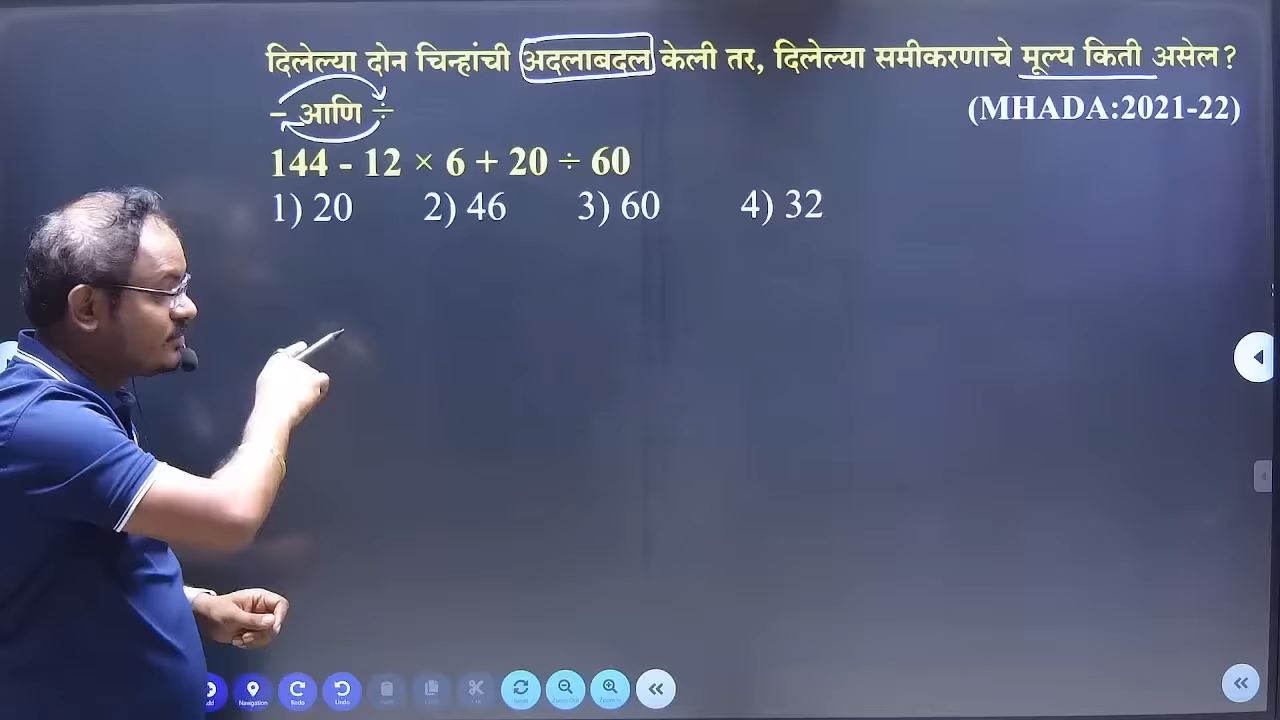 दिलेल्या दोन चिन्हांची अदलाबदल केली तर, दिलेल्या समीकरणाचे मूल्य किती असेल?
– आणि ÷
(MHADA:2021-22)
144 - 12 × 6 + 20 ÷ 60
1) 20 2) 46 3) 60 4) 32
Navigation Redo Undo